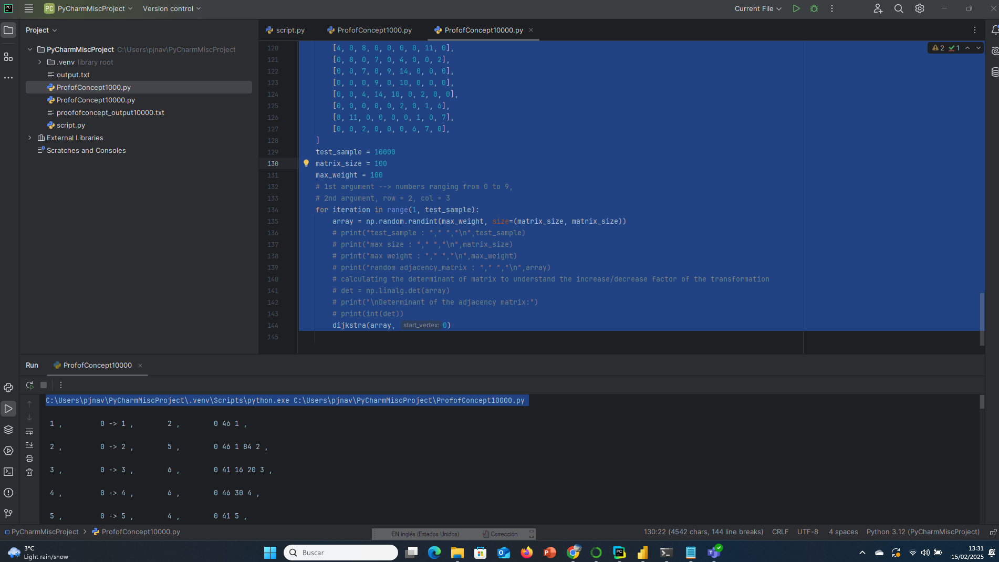 PC PyCharmMiscProject Version control Current File
Project
script.py ProfofConcept1000.py ProfofConcept10000.py
PyCharmMiscProject C:\Users\pjnav\PyCharmMiscProject
.venv library root
output.txt
ProfofConcept1000.py
ProfofConcept10000.py
proofofconcept_output10000.txt
script.py
External Libraries
Scratches and Consoles
2 1
120 [4, 0, 8, 0, 0, 0, 0, 11, 0],
121 [0, 8, 0, 7, 0, 4, 0, 0, 2],
122 [0, 0, 7, 0, 9, 14, 0, 0, 0],
123 [0, 0, 0, 9, 0, 10, 0, 0, 0],
124 [0, 0, 4, 14, 10, 0, 2, 0, 0],
125 [0, 0, 0, 0, 0, 2, 0, 1, 6],
126 [8, 11, 0, 0, 0, 0, 1, 0, 7],
127 [0, 0, 2, 0, 0, 0, 6, 7, 0],
128 ]
129 test_sample = 10000
130 matrix_size = 100
131 max_weight = 100
132 # 1st argument --> numbers ranging from 0 to 9,
133 # 2nd argument, row = 2, col = 3
134 for iteration in range(1, test_sample):
135 array = np.random.randint(max_weight, size=(matrix_size, matrix_size))
136 # print("test_sample : "," ","\n",test_sample)
137 # print("max size : "," ","\n",matrix_size)
138 # print("max weight : "," ","\n",max_weight)
139 # print("random adjacency_matrix : "," ","\n",array)
140 # calculating the determinant of matrix to understand the increase/decrease factor of the transformation
141 # det = np.linalg.det(array)
142 # print("\nDeterminant of the adjacency matrix:")
143 # print(int(det))
144 dijkstra(array, start_vertex: 0)
145
Run ProfofConcept10000
C:\Users\pjnav\PyCharmMiscProject\.venv\Scripts\python.exe C:\Users\pjnav\PyCharmMiscProject\ProfofConcept10000.py
1 , 0 -> 1 , 2 , 0 46 1 ,
2 , 0 -> 2 , 5 , 0 46 1 84 2 ,
3 , 0 -> 3 , 6 , 0 41 16 20 3 ,
4 , 0 -> 4 , 6 , 0 46 30 4 ,
5 , 0 -> 5 , 4 , 0 41 5 ,
PyCharmMiscProject > ProfofConcept10000.py
EN Inglés (Estados Unidos) Corrección
130:22 (4542 chars, 144 line breaks) CRLF UTF-8 4 spaces Python 3.12 (PyCharmMiscProject)
3°C
Light rain/snow
Buscar
13:31
15/02/2025